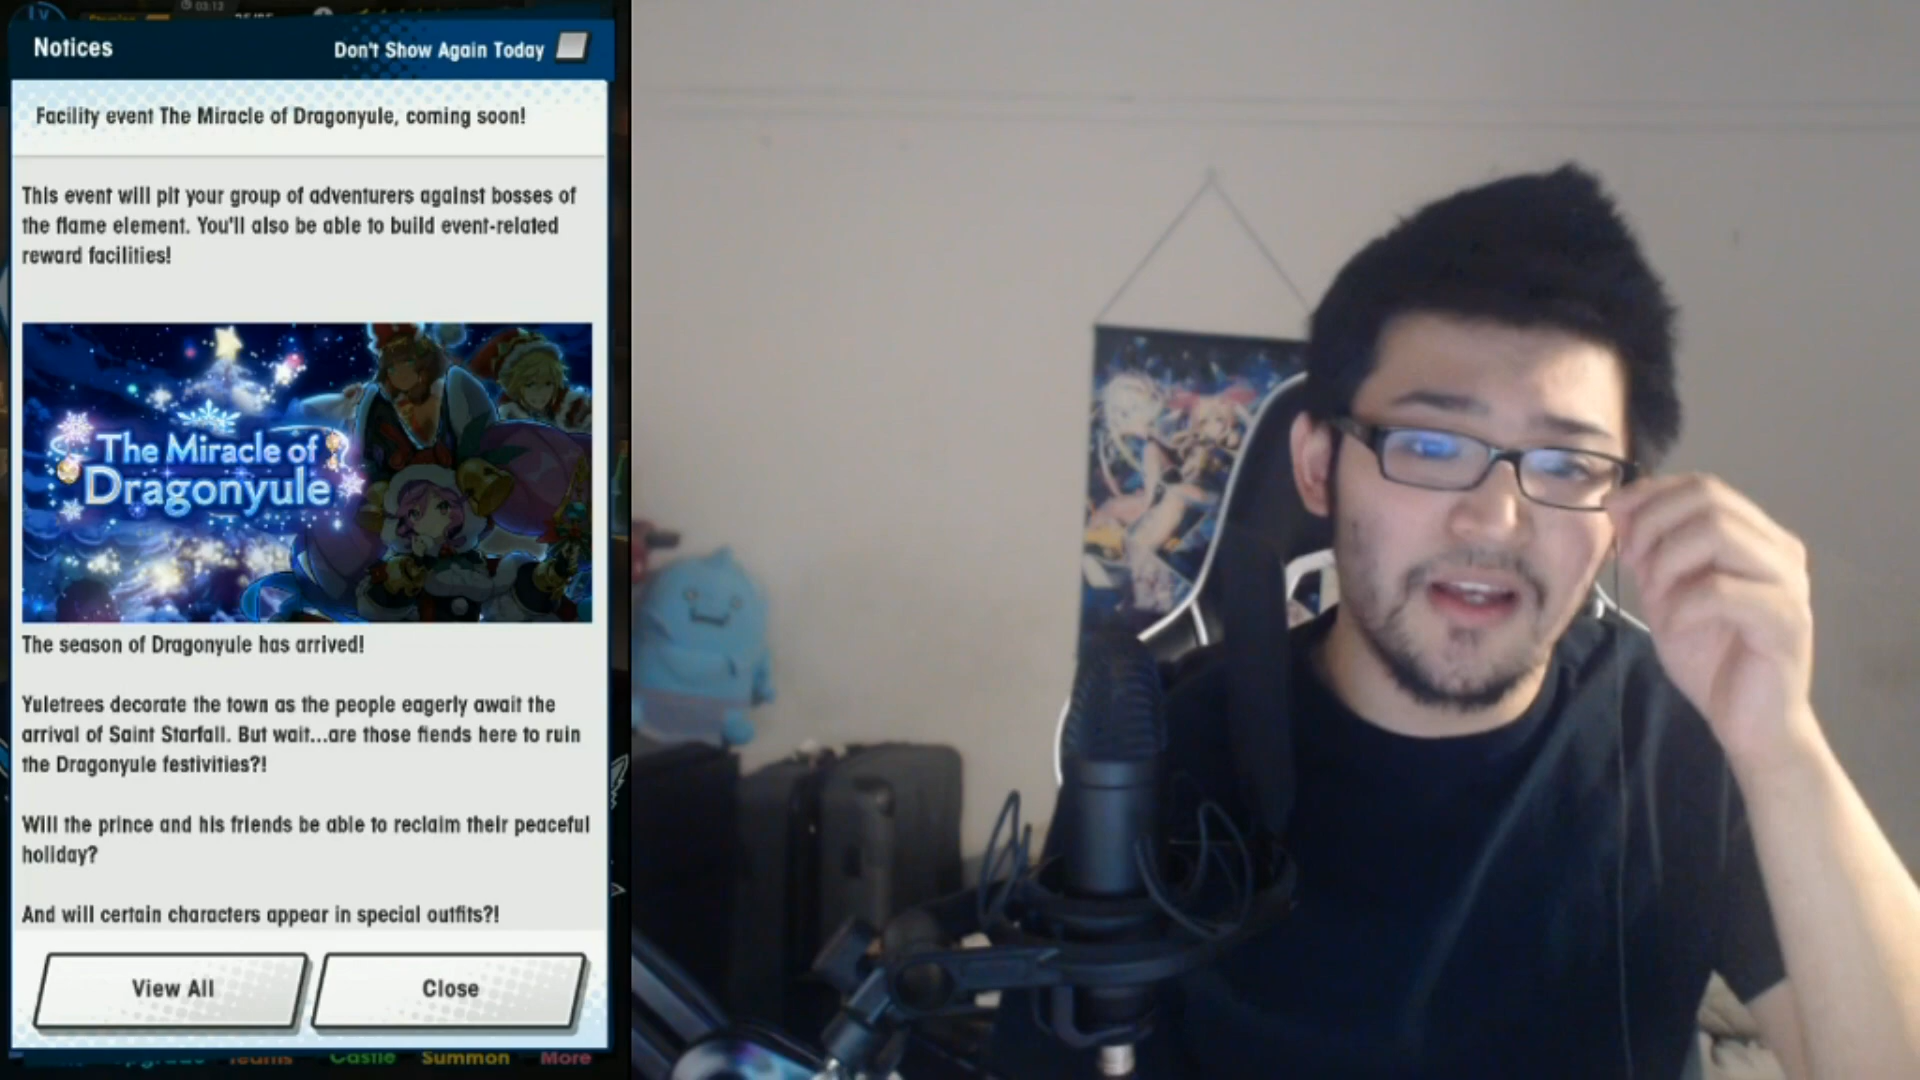 Lv
03:13
Notices
Don't Show Again Today
Facility event The Miracle of Dragonyule, coming soon!
This event will pit your group of adventurers against bosses of
the flame element. You'll also be able to build event-related
reward facilities!
The Miracle of
Dragonyule
The season of Dragonyule has arrived!
Yuletrees decorate the town as the people eagerly await the
arrival of Saint Starfall. But wait...are those fiends here to ruin
the Dragonyule festivities?!
Will the prince and his friends be able to reclaim their peaceful
holiday?
And will certain characters appear in special outfits?!
View All
Close
Upgrade Teams Castle Summon More